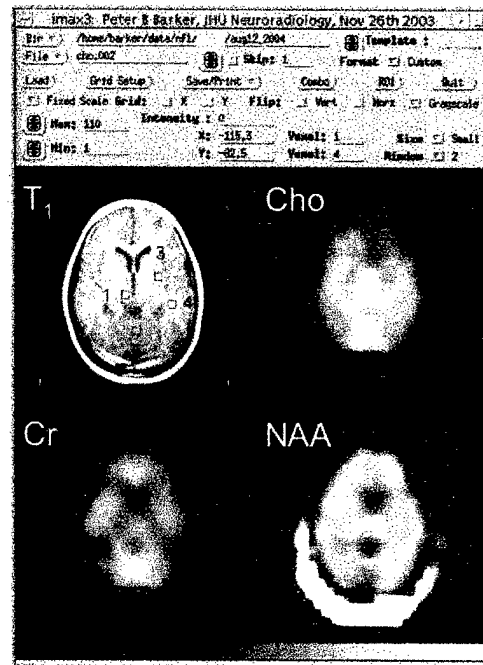 imax3: Peter B Barker, JHU Neuroradiology, Nov 26th 2003
Dir /home/barker/data/nf1/ /aug12_2004 Template :
File cho.002 Skip: 1 Format Custom
Load Grid Setup Save/Print Combo ROI Quit
Fixed Scale Grid: X Y Flip: Vert Horz Grayscale
Max: 110 Intensity : 0
X: -115.3 Voxel: 1 Size Small
Min: 1 Y: -82.5 Voxel: 4 Window 2
T1 Cho
3
1 4
Cr NAA